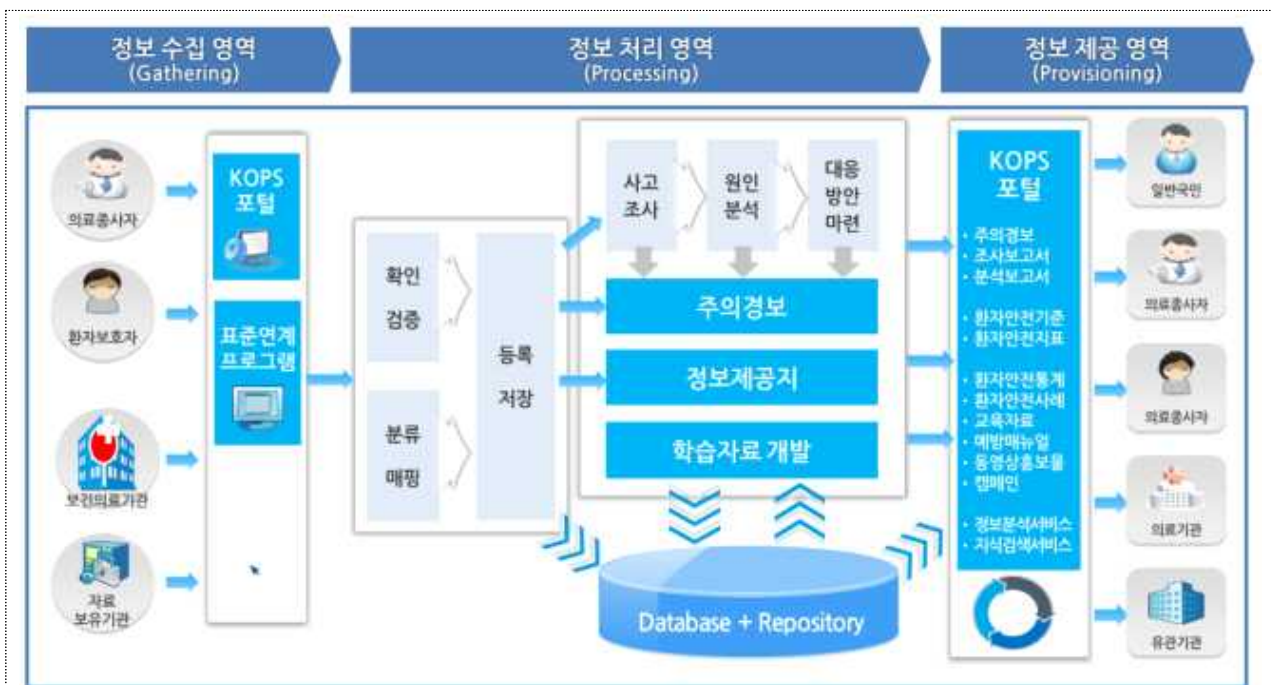 정보 수집 영역
(Gathering)
정보 처리 영역
(Processing)
정보 제공 영역
(Provisioning)
의료종사자
환자보호자
보건의료기관
자료
보유기관
KOPS
포털
표준연계
프로그램
확인
검증
분류
매핑
등록
저장
사고
조사
원인
분석
대응
방안
마련
주의경보
정보제공지
학습자료 개발
Database + Repository
KOPS
포털
• 주의경보
• 조사보고서
• 분석보고서
• 환자안전기준
• 환자안전지표
• 환자안전통계
• 환자안전사례
• 교육자료
• 예방매뉴얼
• 동영상홍보물
• 캠페인
• 정보분석서비스
• 지식검색서비스
일반국민
의료종사자
의료종사자
의료기관
유관기관